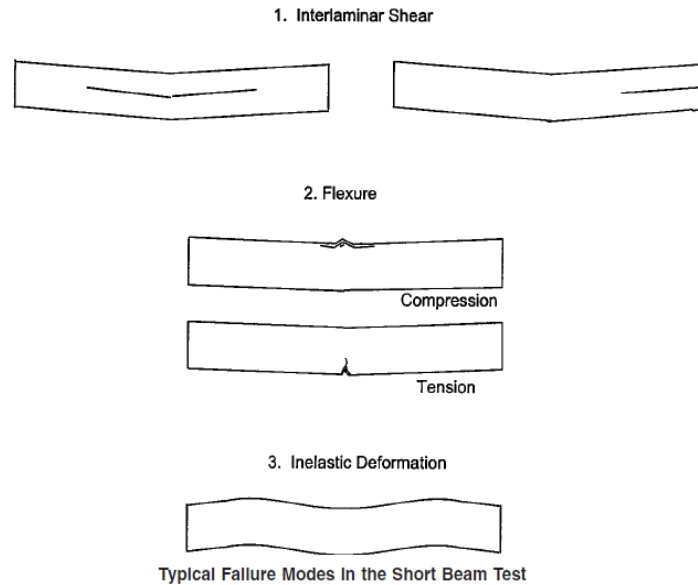 1. Interlaminar Shear
2. Flexure
Compression
Tension
3. Inelastic Deformation
Typical Failure Modes in the Short Beam Test